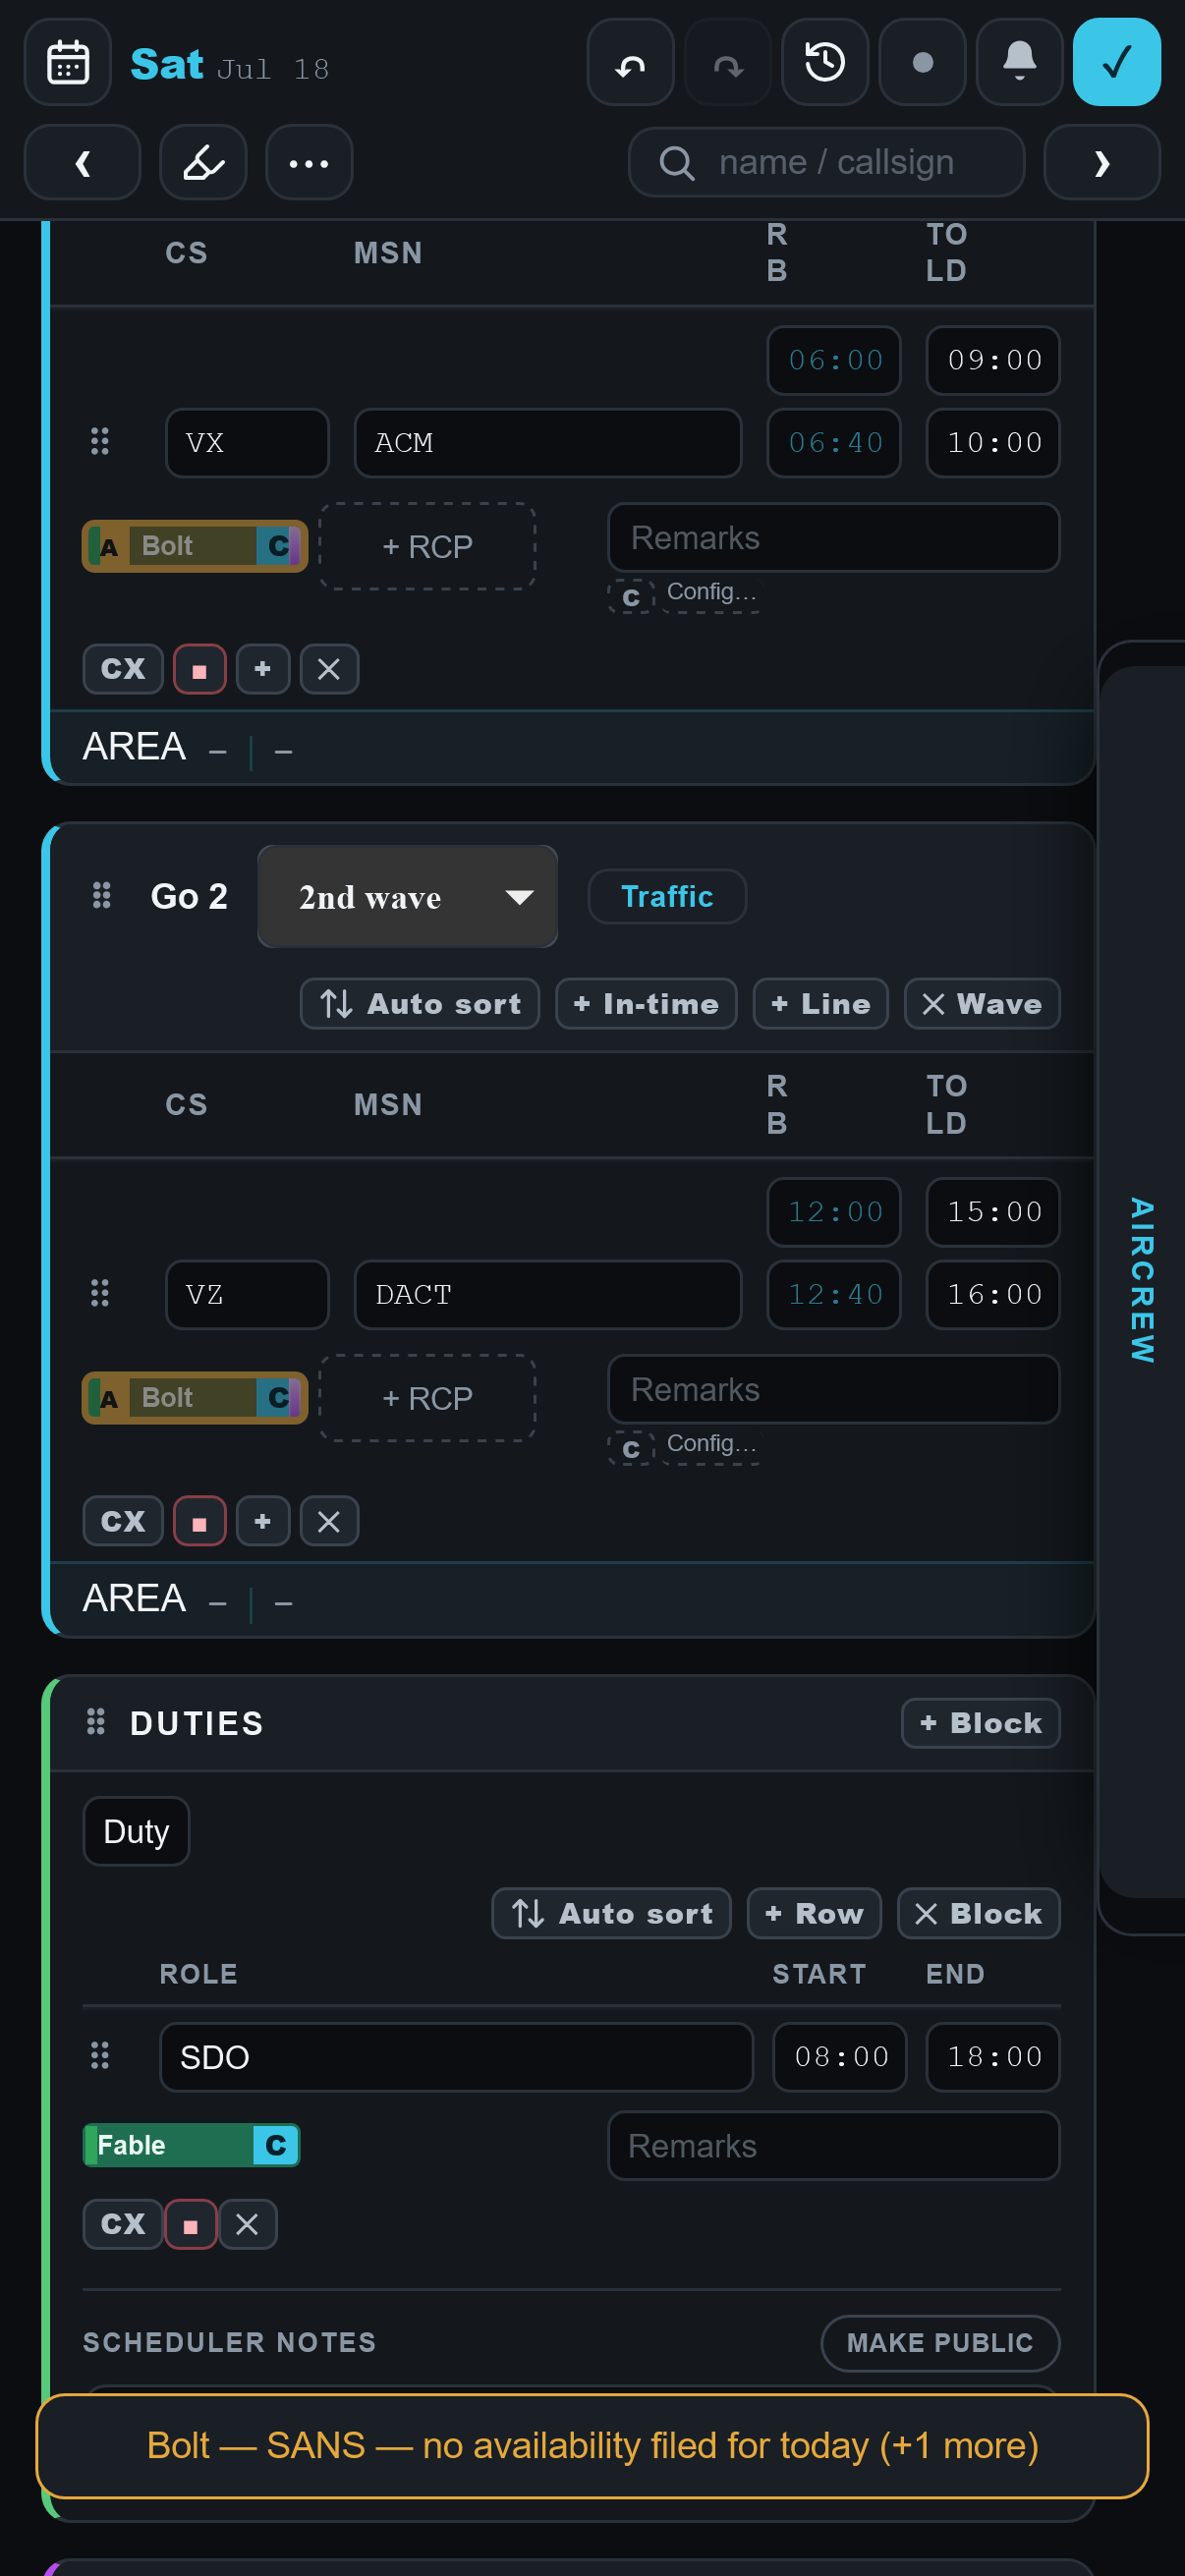 Sat Jul 18
name / callsign
CS MSN R B TO LD
06:00 09:00
VX ACM 06:40 10:00
A Bolt C + RCP Remarks
C Config...
CX + ×
AREA – | –
Go 2 2nd wave Traffic
Auto sort + In-time + Line × Wave
CS MSN R B TO LD
12:00 15:00
VZ DACT 12:40 16:00
A Bolt C + RCP Remarks
C Config...
CX + ×
AREA – | –
DUTIES + Block
Duty
Auto sort + Row × Block
ROLE START END
SDO 08:00 18:00
Fable C Remarks
CX ×
SCHEDULER NOTES MAKE PUBLIC
Bolt — SANS — no availability filed for today (+1 more)
AIRCREW